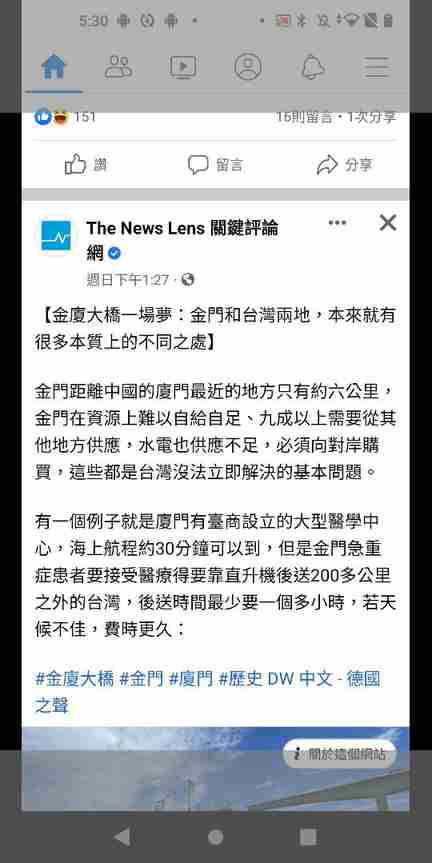 5:30
151
16則留言・1次分享
讚
留言
分享
The News Lens 關鍵評論
網
週日下午1:27 ·
【金廈大橋一場夢：金門和台灣兩地，本來就有
很多本質上的不同之處】
金門距離中國的廈門最近的地方只有約六公里，
金門在資源上難以自給自足、九成以上需要從其
他地方供應，水電也供應不足，必須向對岸購
買，這些都是台灣沒法立即解決的基本問題。
有一個例子就是廈門有臺商設立的大型醫學中
心，海上航程約30分鐘可以到，但是金門急重
症患者要接受醫療得要靠直升機後送200多公里
之外的台灣，後送時間最少要一個多小時，若天
候不佳，費時更久：
#金廈大橋 #金門 #廈門 #歷史 DW 中文 - 德國
之聲
關於這個網站